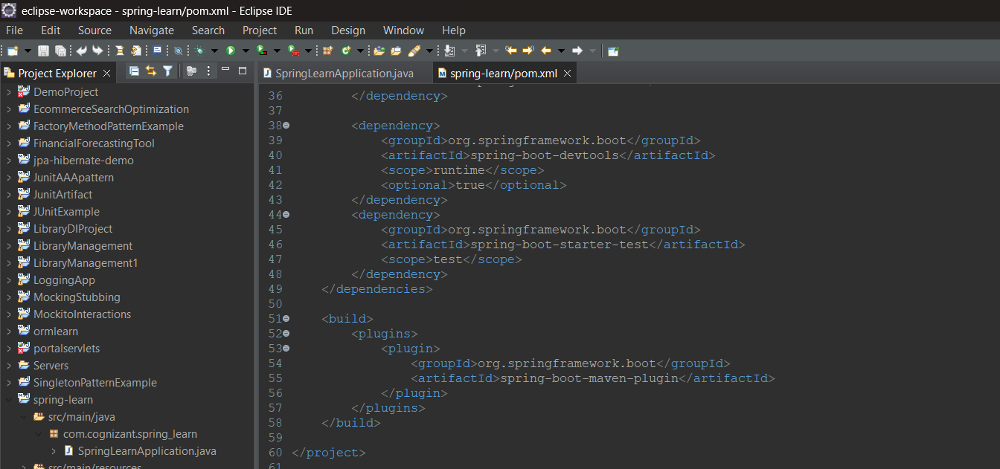 eclipse-workspace - spring-learn/pom.xml - Eclipse IDE
File Edit Source Navigate Search Project Run Design Window Help
Project Explorer
DemoProject
EcommerceSearchOptimization
FactoryMethodPatternExample
FinancialForecastingTool
jpa-hibernate-demo
JunitAAApattern
JunitArtifact
JUnitExample
LibraryDIProject
LibraryManagement
LibraryManagement1
LoggingApp
MockingStubbing
MockitoInteractions
ormlearn
portalservlets
Servers
SingletonPatternExample
spring-learn
src/main/java
com.cognizant.spring_learn
SpringLearnApplication.java
src/main/resources
SpringLearnApplication.java spring-learn/pom.xml
36 </dependency>
37
38 <dependency>
39 <groupId>org.springframework.boot</groupId>
40 <artifactId>spring-boot-devtools</artifactId>
41 <scope>runtime</scope>
42 <optional>true</optional>
43 </dependency>
44 <dependency>
45 <groupId>org.springframework.boot</groupId>
46 <artifactId>spring-boot-starter-test</artifactId>
47 <scope>test</scope>
48 </dependency>
49 </dependencies>
50
51 <build>
52 <plugins>
53 <plugin>
54 <groupId>org.springframework.boot</groupId>
55 <artifactId>spring-boot-maven-plugin</artifactId>
56 </plugin>
57 </plugins>
58 </build>
59
60 </project>
61